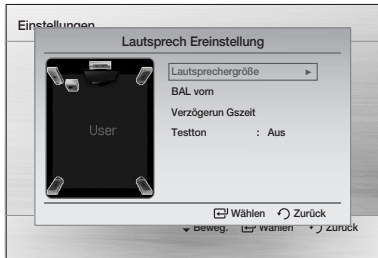 Einstellungen
Lautsprech Ereinstellung
Lautsprechergröße ►
BAL vorn
Verzögerun Gszeit
User
Testton : Aus
Wählen Zurück
Beweg. Wählen Zurück